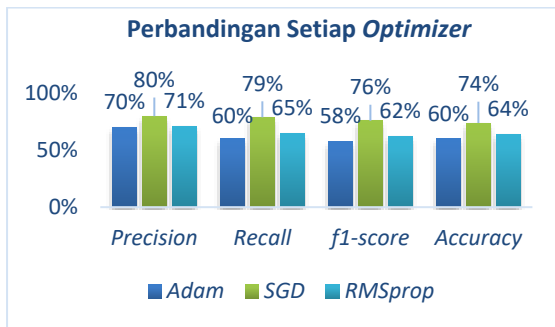 Perbandingan Setiap Optimizer
80% 79% 76% 74%
100% 70% 71% 60% 65% 58% 62% 60% 64%
50%
0%
Precision Recall f1-score Accuracy
Adam SGD RMSprop